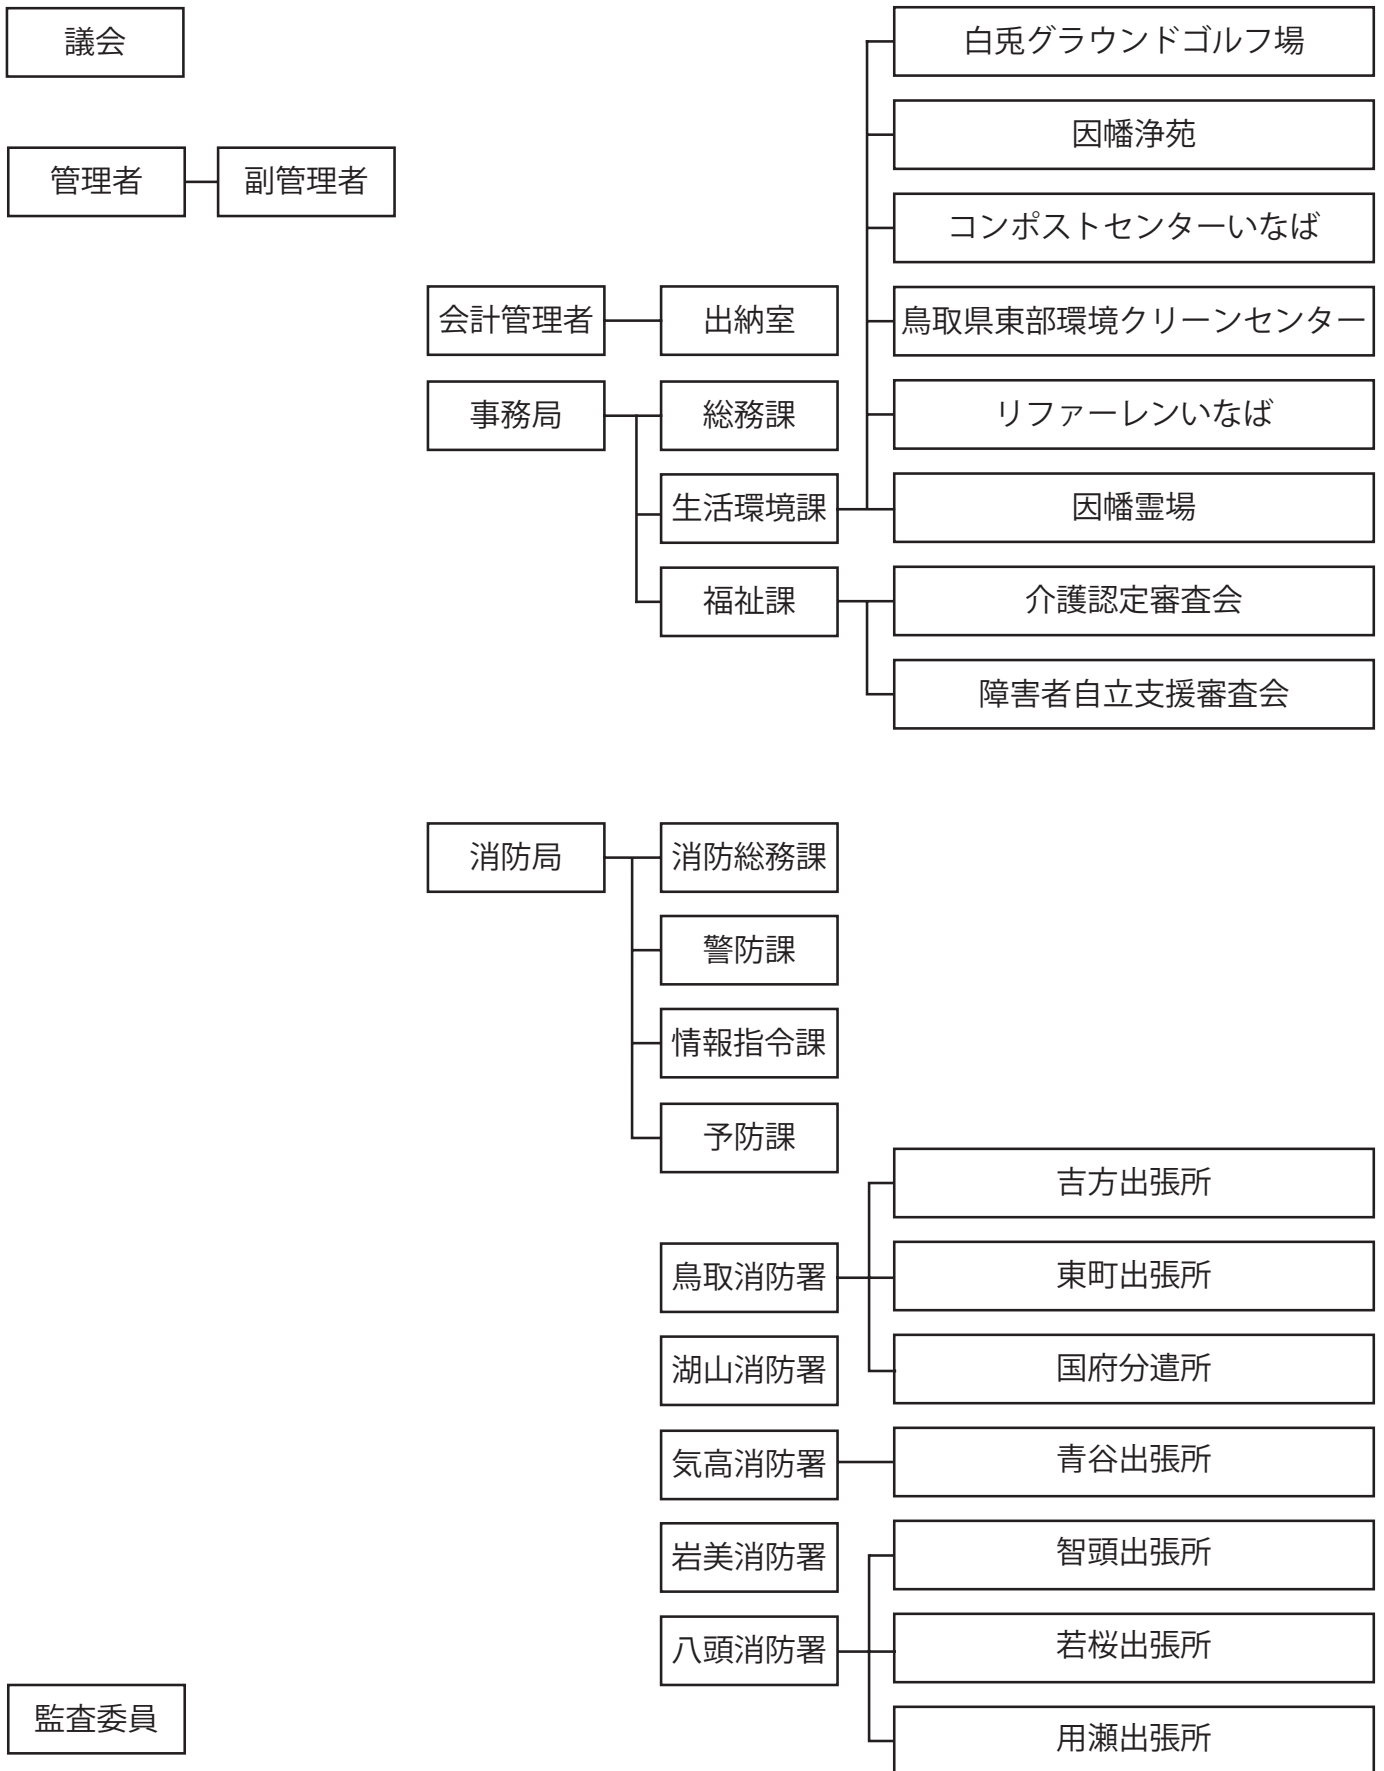 議会
管理者
副管理者
会計管理者
出納室
事務局
総務課
生活環境課
福祉課
白兎グラウンドゴルフ場
因幡浄苑
コンポストセンターいなば
鳥取県東部環境クリーンセンター
リファーレンいなば
因幡霊場
介護認定審査会
障害者自立支援審査会
消防局
消防総務課
警防課
情報指令課
予防課
鳥取消防署
吉方出張所
東町出張所
国府分遣所
湖山消防署
気高消防署
青谷出張所
岩美消防署
八頭消防署
智頭出張所
若桜出張所
用瀬出張所
監査委員